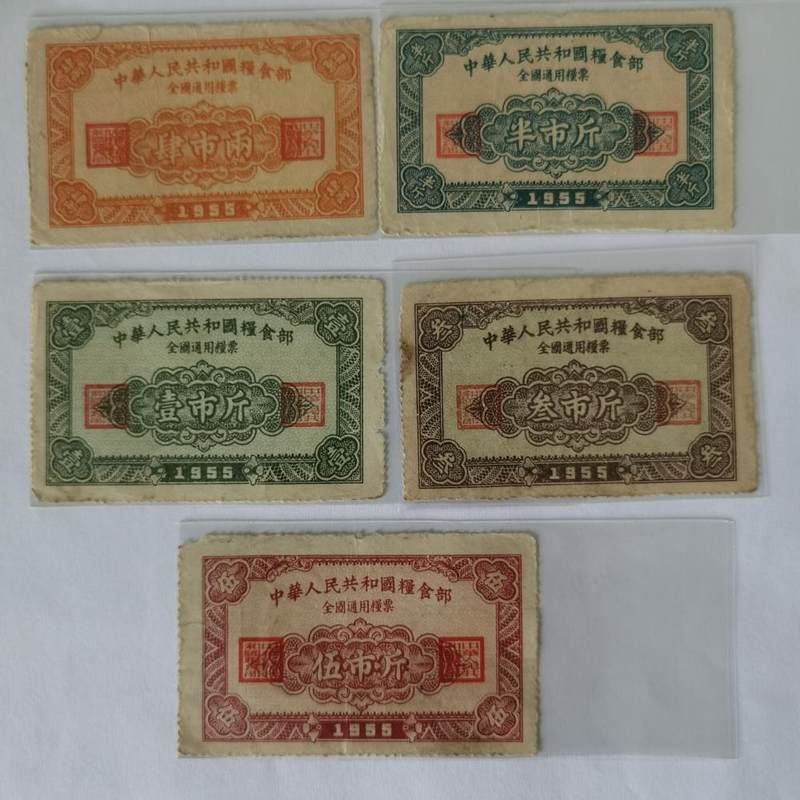 中華人民共和國糧食部
全國通用糧票
肆市兩
1955
中華人民共和國糧食部
全國通用糧票
半市斤
1955
中華人民共和國糧食部
全國通用糧票
壹市斤
1955
中華人民共和國糧食部
全國通用糧票
叁市斤
1955
中華人民共和國糧食部
全國通用糧票
伍市斤
1955